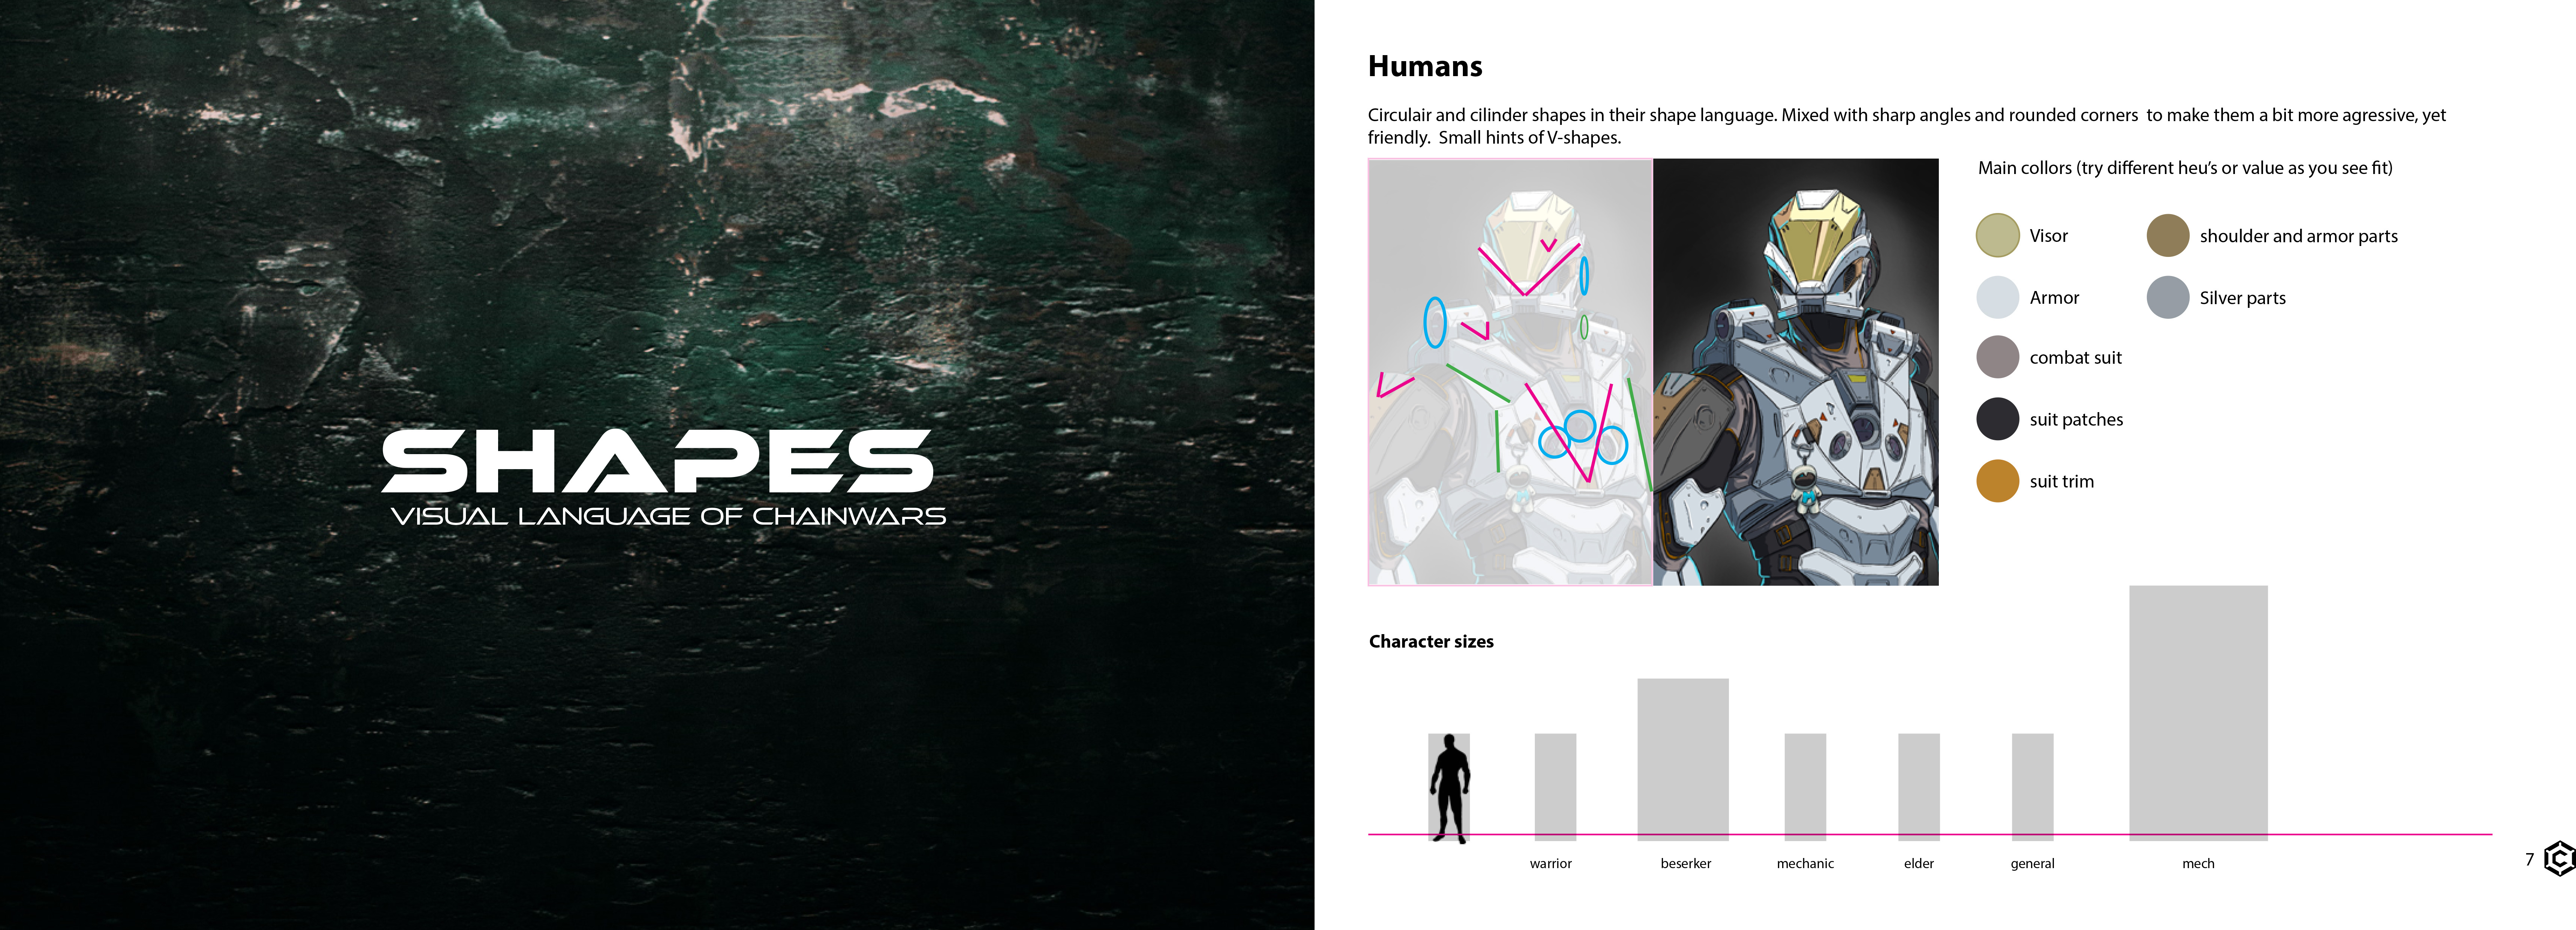 SHAPES
VISUAL LANGUAGE OF CHAINWARS
Humans
Circulair and cilinder shapes in their shape language. Mixed with sharp angles and rounded corners  to make them a bit more agressive, yet
friendly.  Small hints of V-shapes.
Main collors (try different heu's or value as you see fit)
Visor
shoulder and armor parts
Armor
Silver parts
combat suit
suit patches
suit trim
Character sizes
warrior
beserker
mechanic
elder
general
mech
7